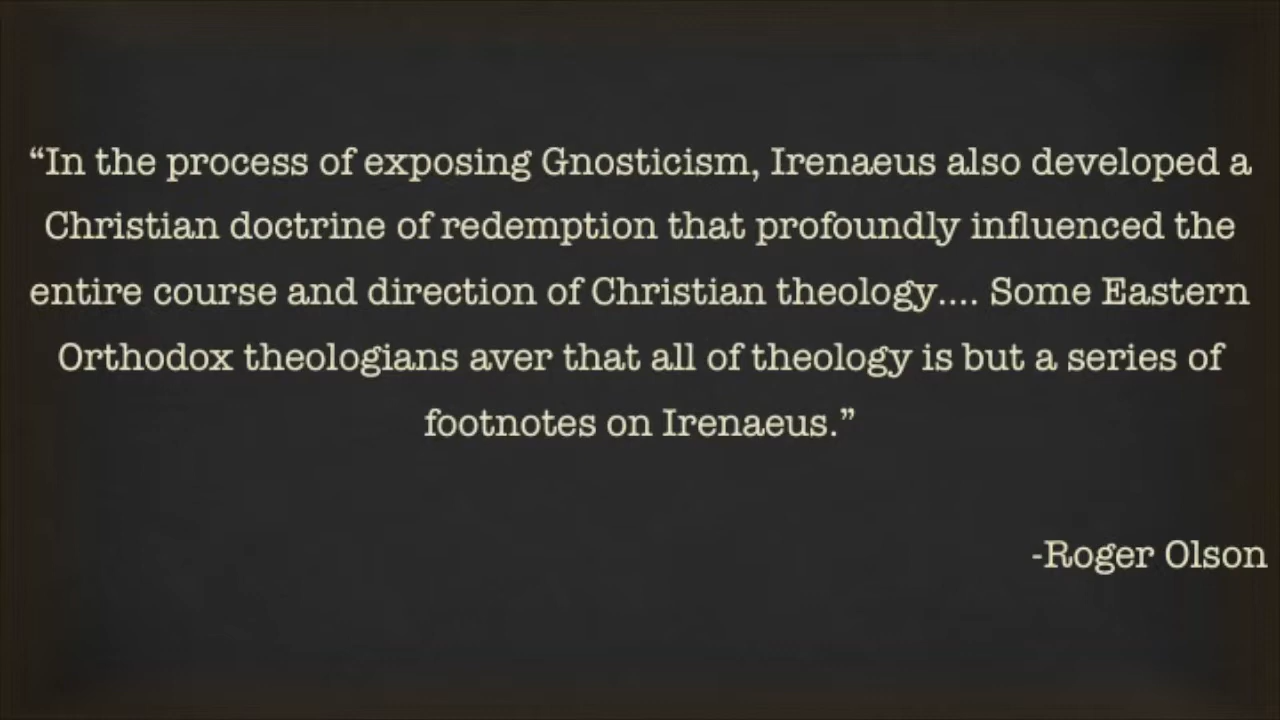 “In the process of exposing Gnosticism, Irenaeus also developed a
Christian doctrine of redemption that profoundly influenced the
entire course and direction of Christian theology.... Some Eastern
Orthodox theologians aver that all of theology is but a series of
footnotes on Irenaeus.”
-Roger Olson